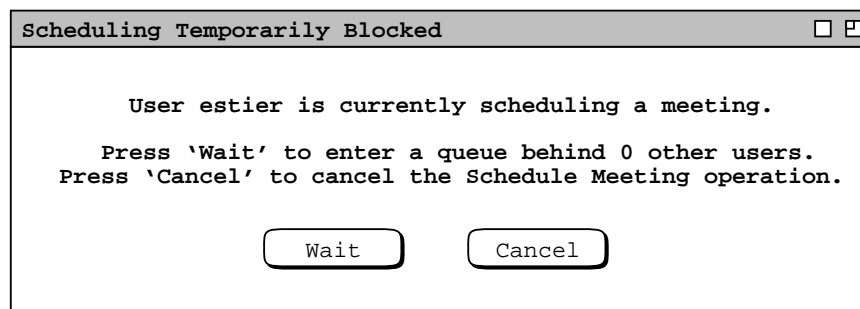 Scheduling Temporarily Blocked
User estier is currently scheduling a meeting.
Press ‘Wait’ to enter a queue behind 0 other users.
Press ‘Cancel’ to cancel the Schedule Meeting operation.
Wait Cancel